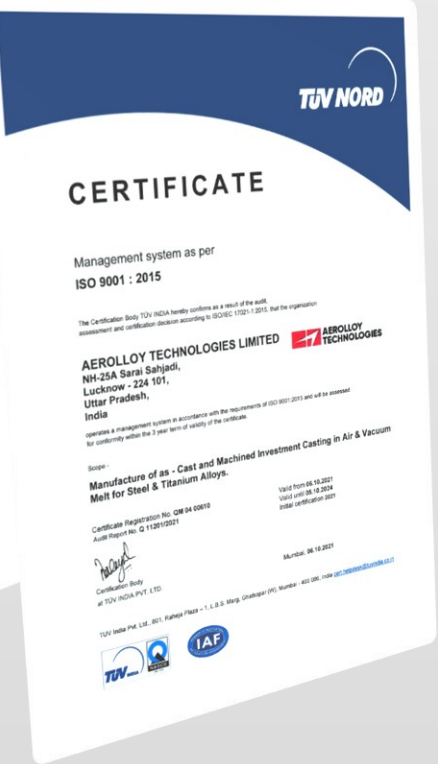 TÜV NORD
CERTIFICATE
Management system as per
ISO 9001 : 2015
The Certification Body TÜV INDIA hereby confirms as a result of the audit,
assessment and certification decision according to ISO/IEC 17021-1:2015, that the organization
AEROLLOY TECHNOLOGIES LIMITED
AEROLLOY
TECHNOLOGIES
NH-25A Sarai Sahjadi,
Lucknow - 224 101,
Uttar Pradesh,
India
operates a management system in accordance with the requirements of ISO 9001:2015 and will be assessed
for conformity within the 3 year term of validity of the certificate.
Scope -
Manufacture of as - Cast and Machined Investment Casting in Air & Vacuum
Melt for Steel & Titanium Alloys.
Certificate Registration No. QM 04 00610
Audit Report No. Q 11201/2021
Valid from 06.10.2021
Valid until 05.10.2024
Initial certification 2021
Certification Body
at TÜV INDIA PVT. LTD
Mumbai, 06.10.2021
TUV India Pvt. Ltd., 801, Raheja Plaza – 1, L.B.S. Marg, Ghatkopar (W), Mumbai - 400 086, India
TÜV
IAF